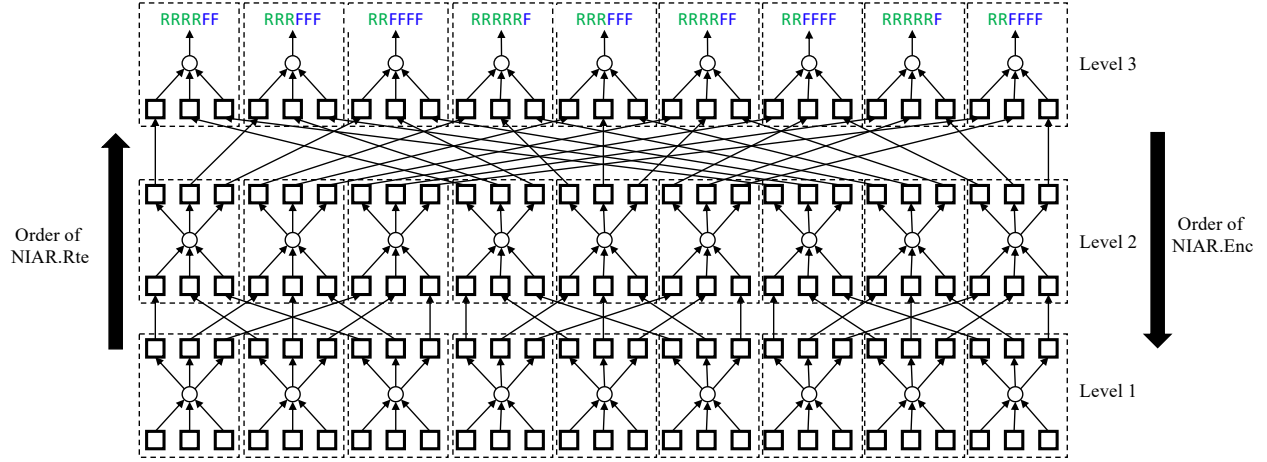 RRRRFF RRRFFF RRFFFF RRRRRF RRRFFF RRRRFF RRFFFF RRRRRF RRFFFF
Level 3
Order of
NIAR.Rte
Level 2
Order of
NIAR.Enc
Level 1